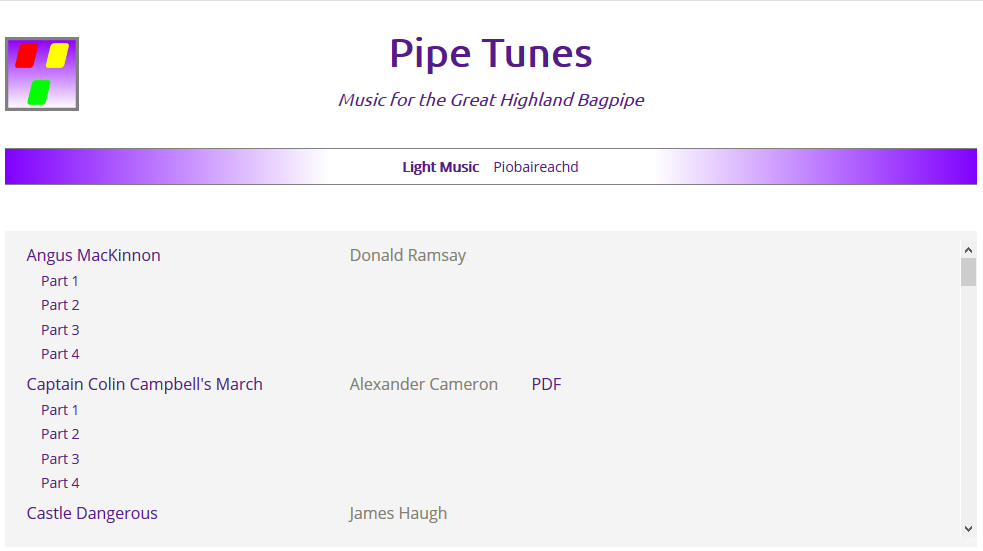 Pipe Tunes
Music for the Great Highland Bagpipe
Light Music Piobaireachd
Angus MacKinnon Donald Ramsay
Part 1
Part 2
Part 3
Part 4
Captain Colin Campbell's March Alexander Cameron PDF
Part 1
Part 2
Part 3
Part 4
Castle Dangerous James Haugh